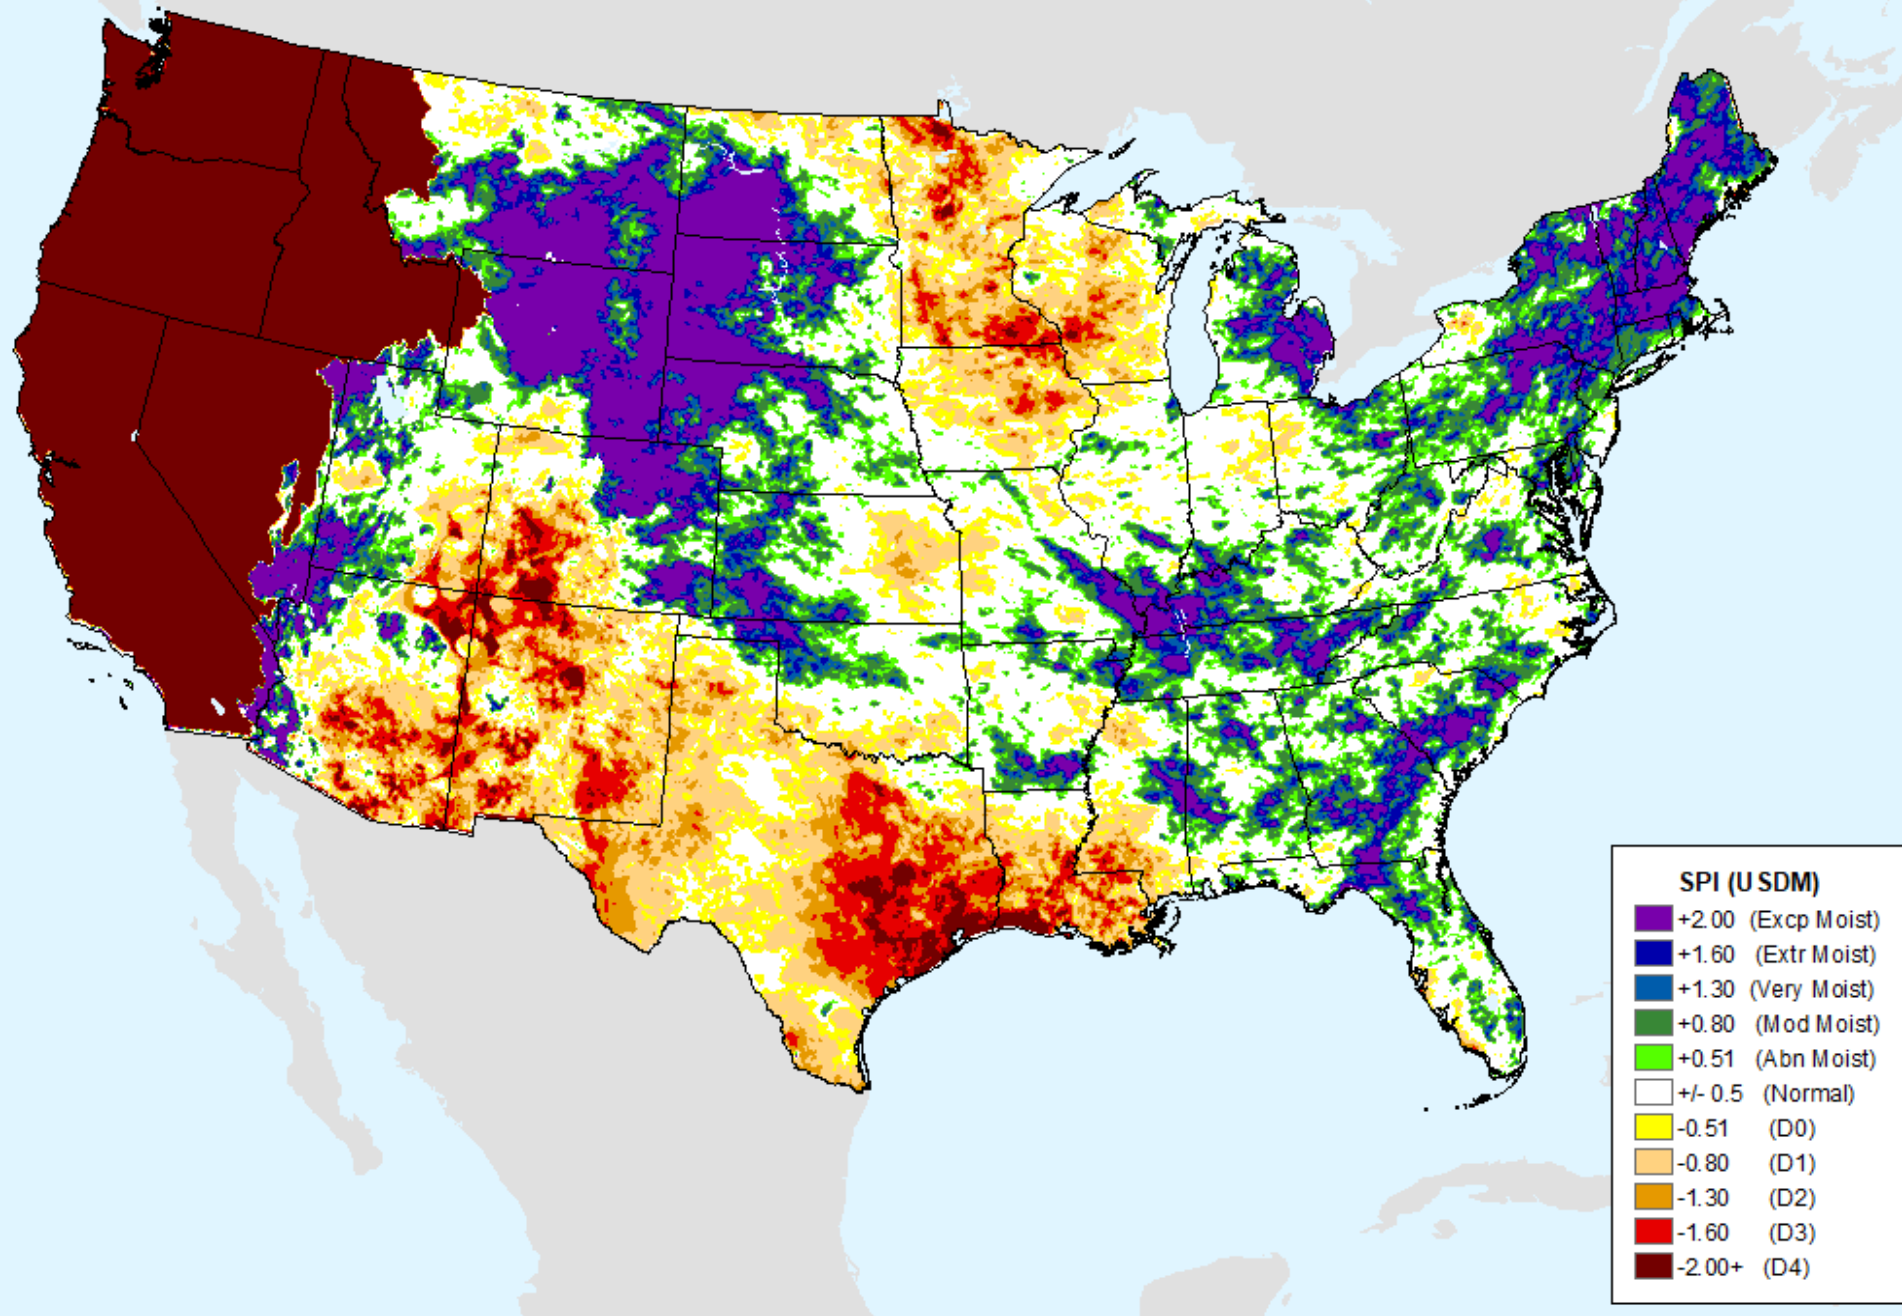 SPI (USDM)
+2.00 (Excp Moist)
+1.60 (Extr Moist)
+1.30 (Very Moist)
+0.80 (Mod Moist)
+0.51 (Abn Moist)
+/- 0.5 (Normal)
-0.51 (D0)
-0.80 (D1)
-1.30 (D2)
-1.60 (D3)
-2.00+ (D4)